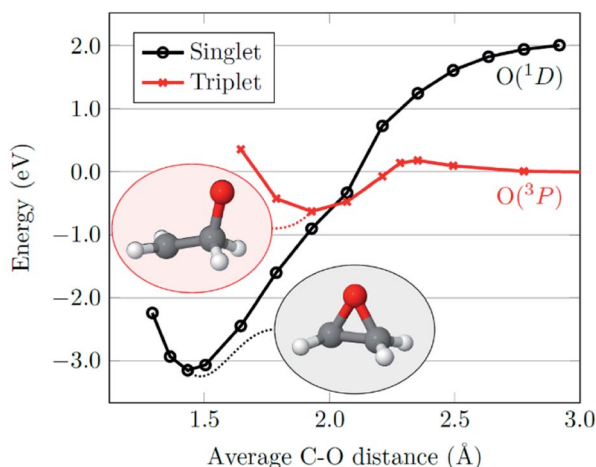 Singlet
Triplet
O(¹D)
O(³P)
2.0
1.0
0.0
−1.0
−2.0
−3.0
Energy (eV)
1.5
2.0
2.5
3.0
Average C-O distance (Å)